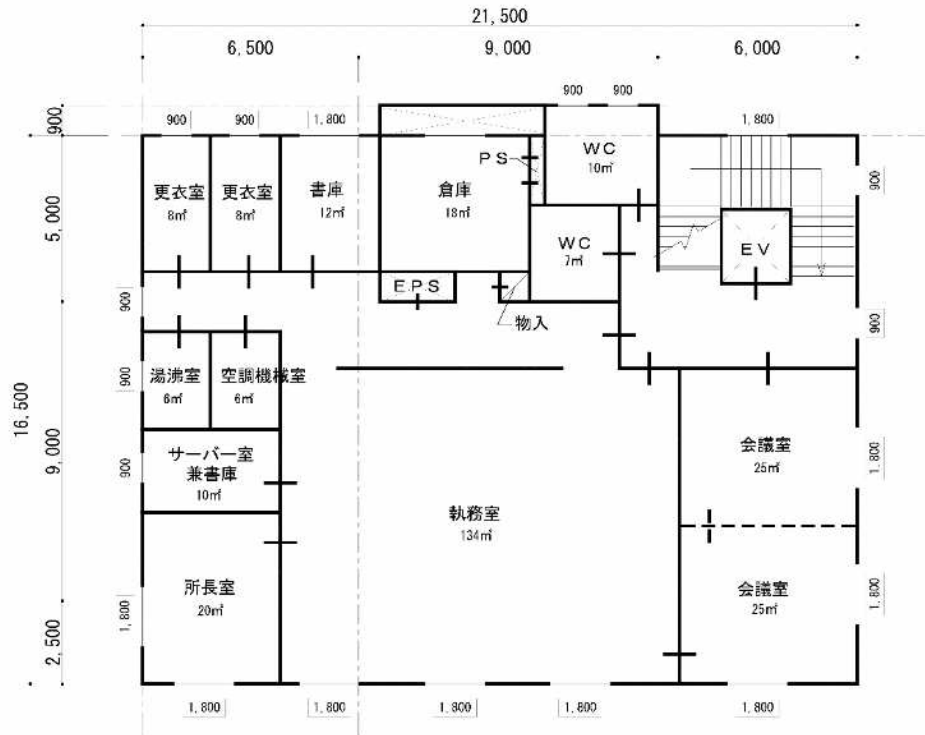 21,500
6,500
9,000
6,000
900
900
900
900
1,800
1,800
PS
WC
10㎡
更衣室
8㎡
更衣室
8㎡
書庫
12㎡
倉庫
18㎡
900
5,000
WC
7㎡
EV
EPS
物入
900
900
湯沸室
6㎡
空調機械室
6㎡
900
16,500
9,000
サーバー室
兼書庫
10㎡
900
会議室
25㎡
1,800
執務室
134㎡
所長室
20㎡
会議室
25㎡
1,800
1,800
2,500
1,800
1,800
1,800
1,800
1,800